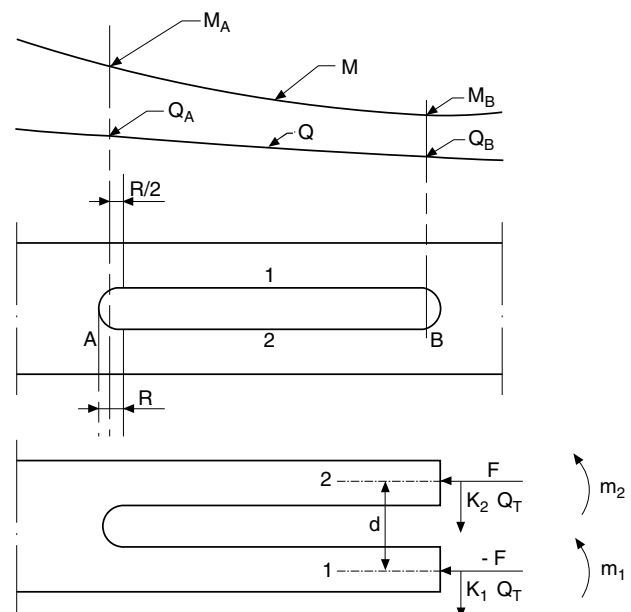 M_A
M
M_B
Q_A
Q
Q_B
R/2
1
A
2
B
R
2
F
K_2 Q_T
m_2
d
- F
1
K_1 Q_T
m_1